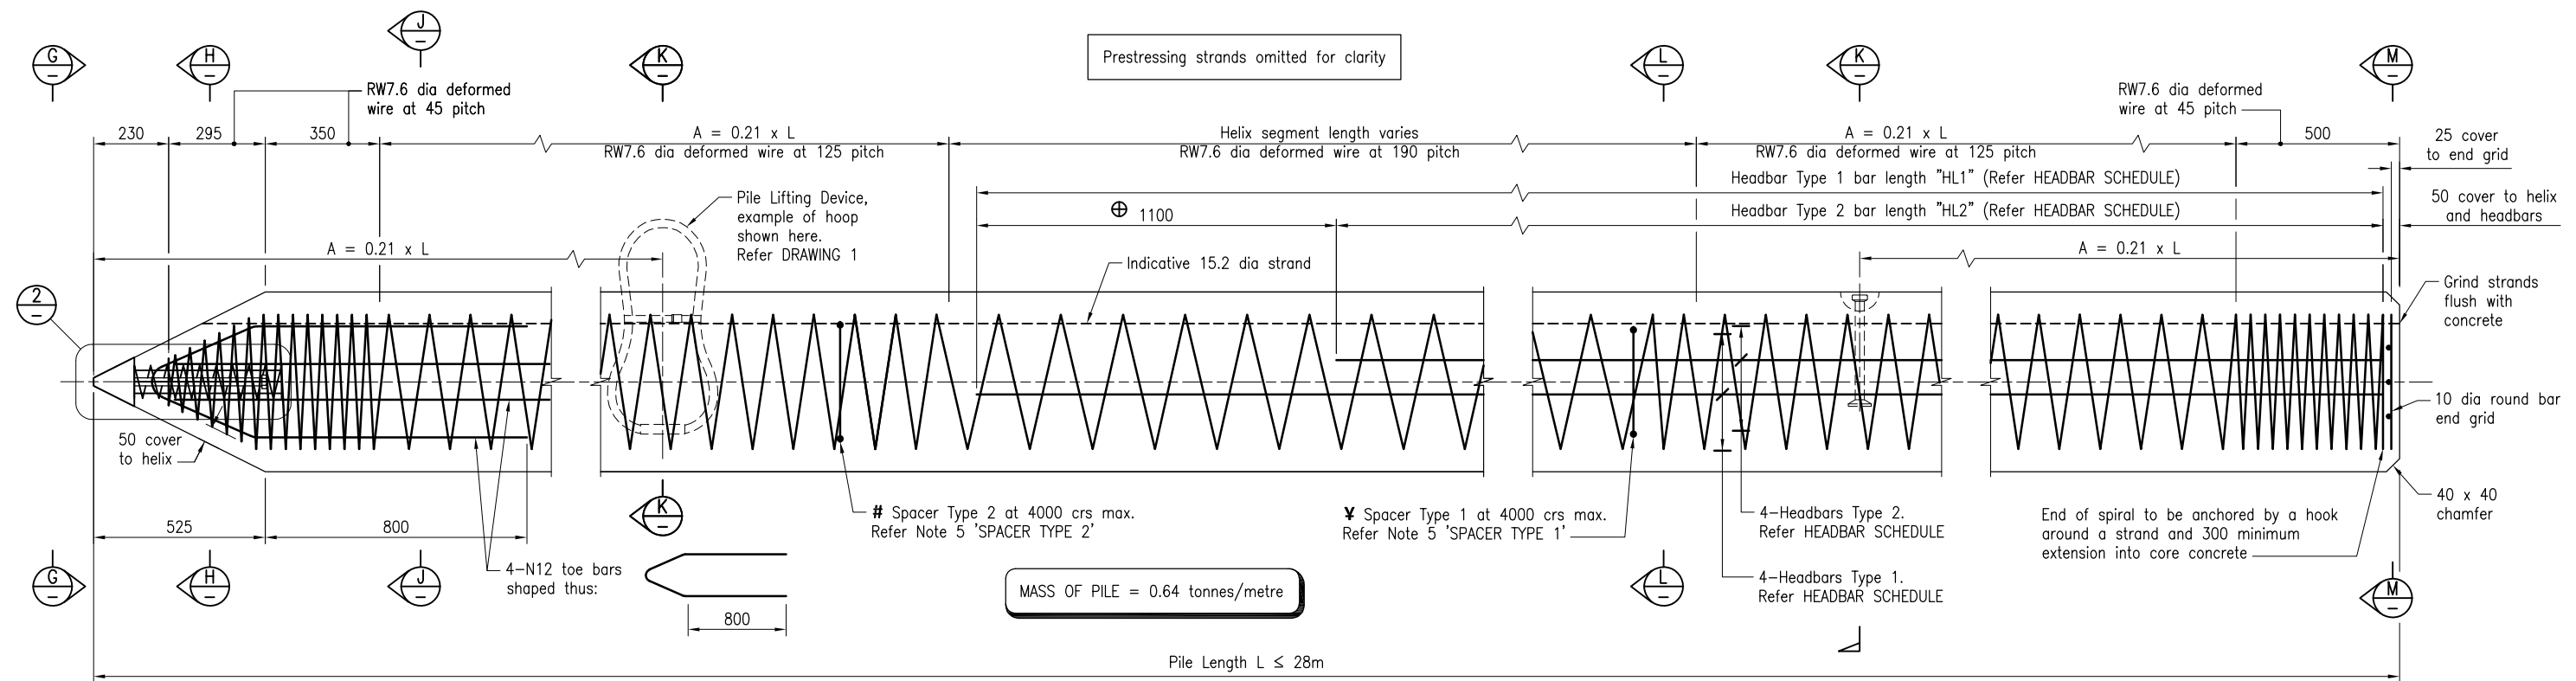 J
–
G
–
H
–
K
–
Prestressing strands omitted for clarity
L
–
K
–
M
–
RW7.6 dia deformed
wire at 45 pitch
RW7.6 dia deformed
wire at 45 pitch
230
295
350
A = 0.21 x L
RW7.6 dia deformed wire at 125 pitch
Helix segment length varies
RW7.6 dia deformed wire at 190 pitch
A = 0.21 x L
RW7.6 dia deformed wire at 125 pitch
500
25 cover
to end grid
Headbar Type 1 bar length "HL1" (Refer HEADBAR SCHEDULE)
Headbar Type 2 bar length "HL2" (Refer HEADBAR SCHEDULE)
50 cover to helix
and headbars
⊕ 1100
Pile Lifting Device,
example of hoop
shown here.
Refer DRAWING 1
A = 0.21 x L
A = 0.21 x L
Indicative 15.2 dia strand
Grind strands
flush with
concrete
2
–
10 dia round bar
end grid
50 cover
to helix
40 x 40
chamfer
525
800
K
–
# Spacer Type 2 at 4000 crs max.
Refer Note 5 'SPACER TYPE 2'
¥ Spacer Type 1 at 4000 crs max.
Refer Note 5 'SPACER TYPE 1'
4-Headbars Type 2.
Refer HEADBAR SCHEDULE
End of spiral to be anchored by a hook
around a strand and 300 minimum
extension into core concrete
G
–
H
–
J
–
4-N12 toe bars
shaped thus:
800
MASS OF PILE = 0.64 tonnes/metre
L
–
4-Headbars Type 1.
Refer HEADBAR SCHEDULE
M
–
Pile Length L ≤ 28m